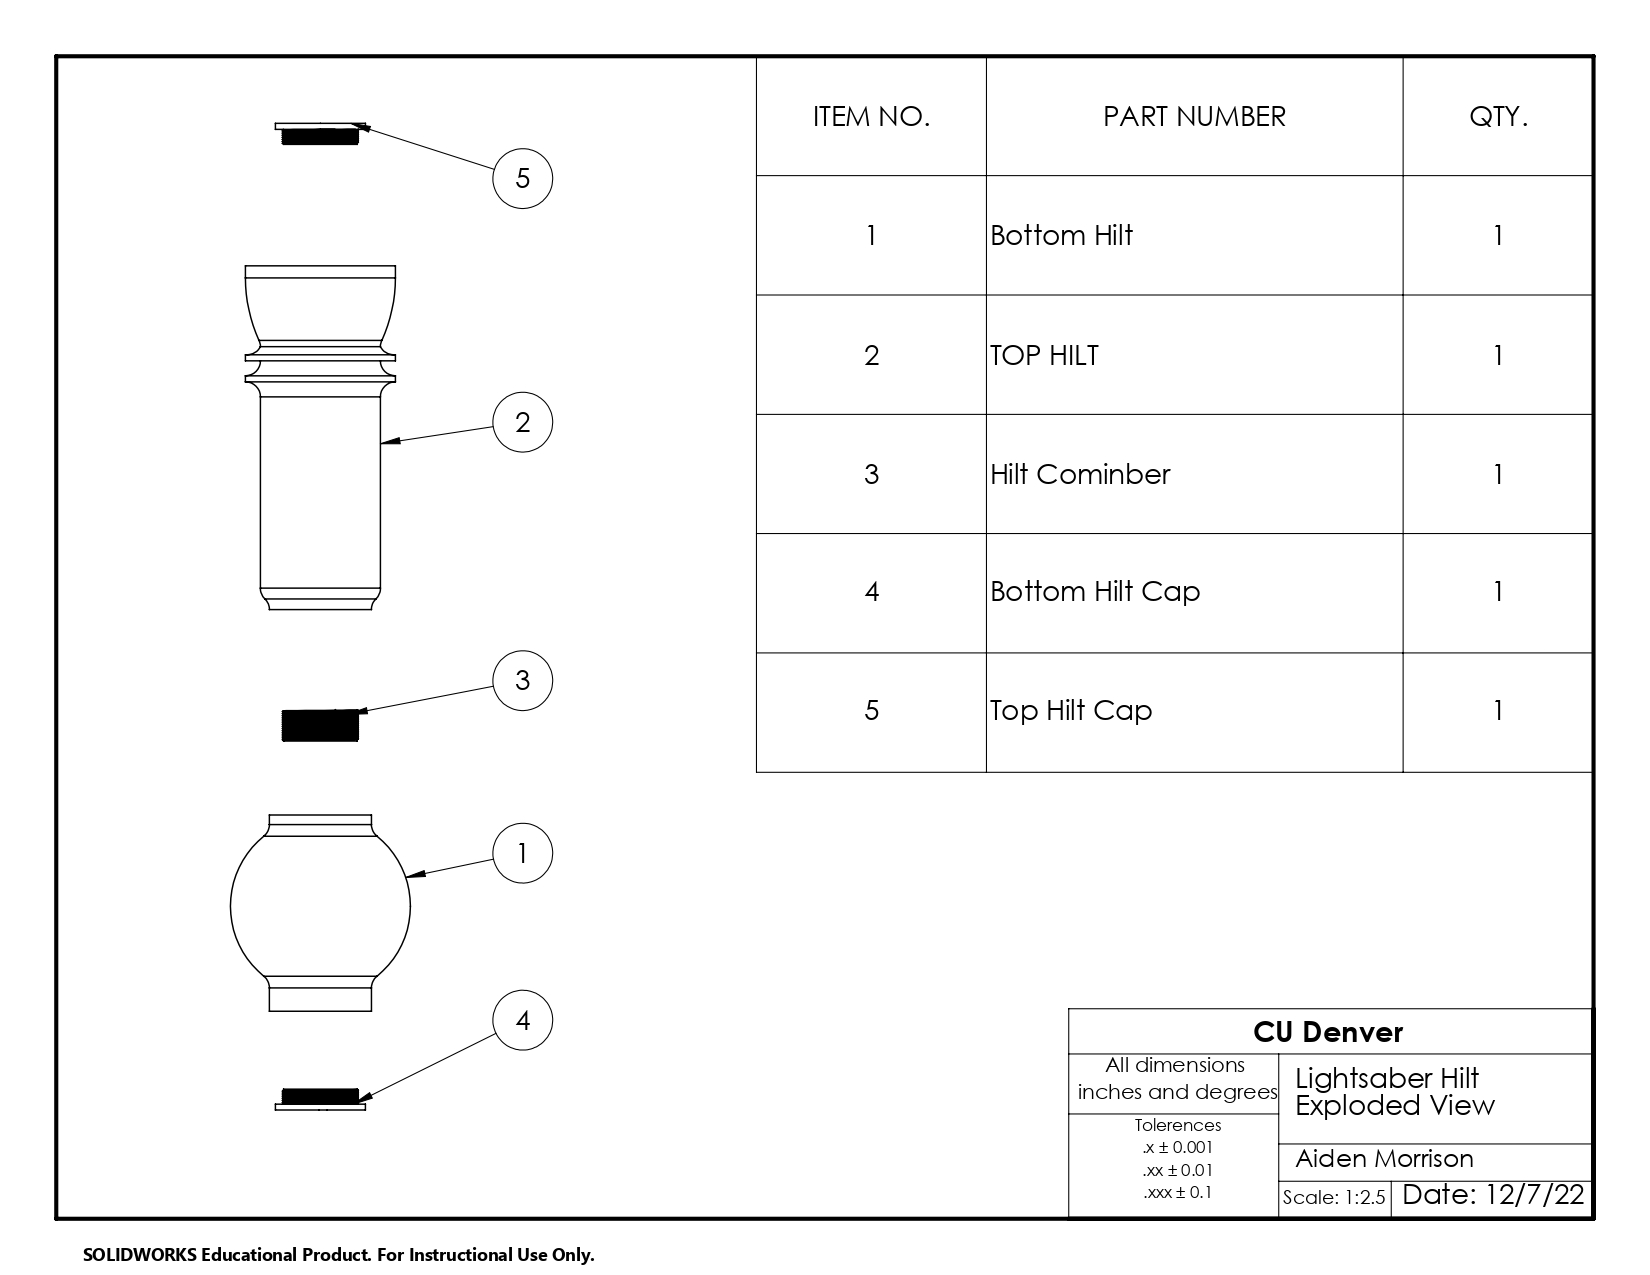 5
2
3
1
4
ITEM NO. PART NUMBER QTY.
1 Bottom Hilt 1
2 TOP HILT 1
3 Hilt Cominber 1
4 Bottom Hilt Cap 1
5 Top Hilt Cap 1
CU Denver
All dimensions
inches and degrees
Tolerences
.x ± 0.001
.xx ± 0.01
.xxx ± 0.1
Lightsaber Hilt
Exploded View
Aiden Morrison
Scale: 1:2.5 Date: 12/7/22
SOLIDWORKS Educational Product. For Instructional Use Only.